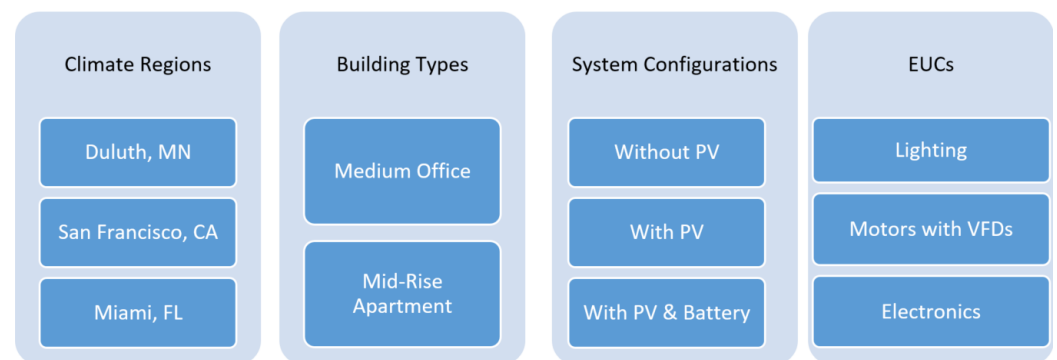 Climate Regions
Duluth, MN
San Francisco, CA
Miami, FL
Building Types
Medium Office
Mid-Rise
Apartment
System Configurations
Without PV
With PV
With PV & Battery
EUCs
Lighting
Motors with VFDs
Electronics